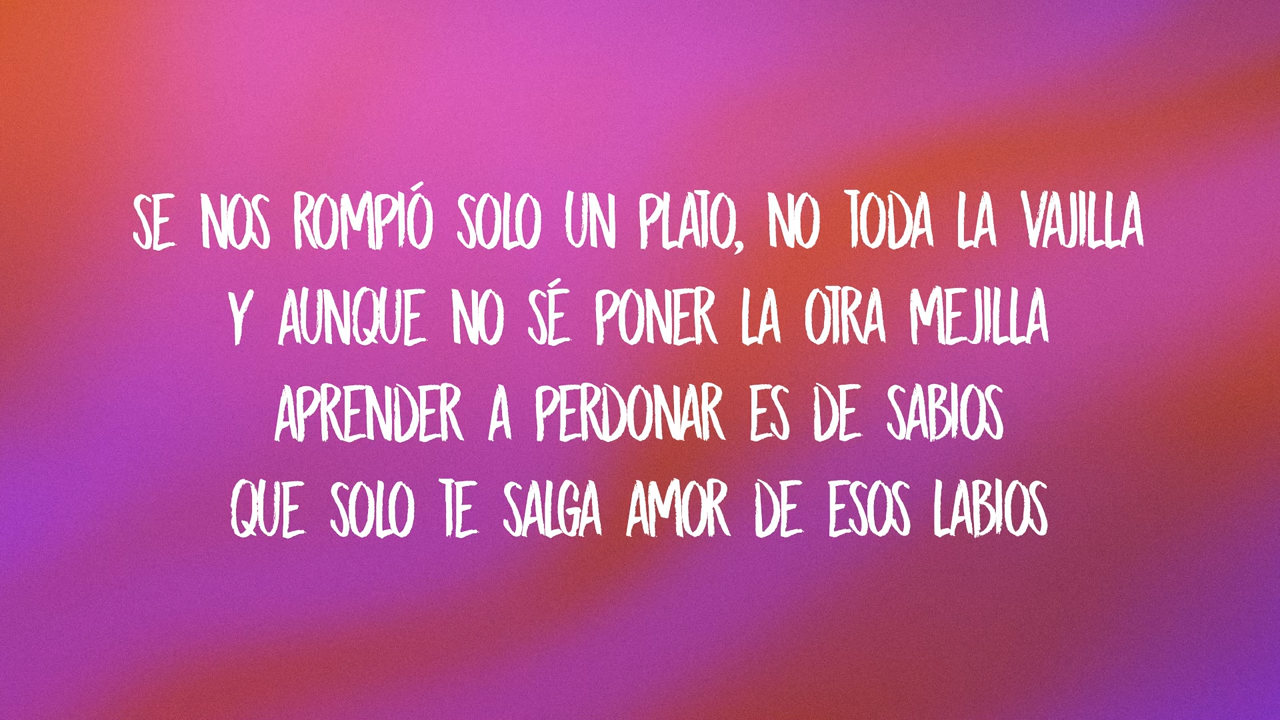 SE NOS ROMPIÓ SOLO UN PLATO, NO TODA LA VAJILLA
Y AUNQUE NO SÉ PONER LA OTRA MEJILLA
APRENDER A PERDONAR ES DE SABIOS
QUE SOLO TE SALGA AMOR DE ESOS LABIOS